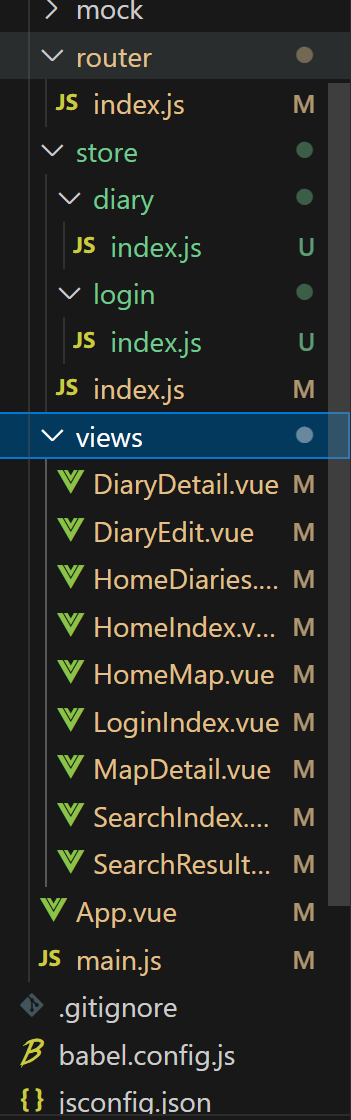 mock
router
JS index.js M
store
diary
JS index.js U
login
JS index.js U
JS index.js M
views
DiaryDetail.vue M
DiaryEdit.vue M
HomeDiaries.... M
HomeIndex.v... M
HomeMap.vue M
LoginIndex.vue M
MapDetail.vue M
SearchIndex.... M
SearchResult... M
App.vue M
JS main.js M
.gitignore
B babel.config.js
{} jsconfig.json